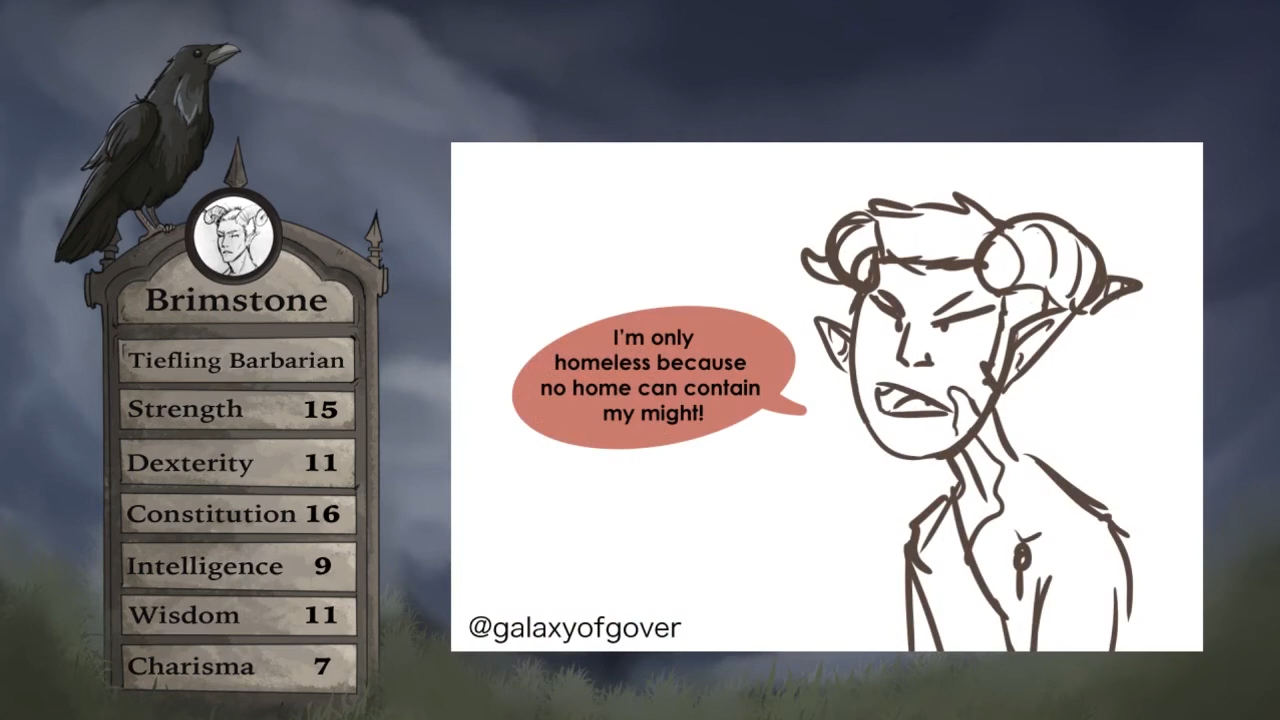 Brimstone
Tiefling Barbarian
Strength 15
Dexterity 11
Constitution 16
Intelligence 9
Wisdom 11
Charisma 7
I'm only
homeless because
no home can contain
my might!
@galaxyofgover